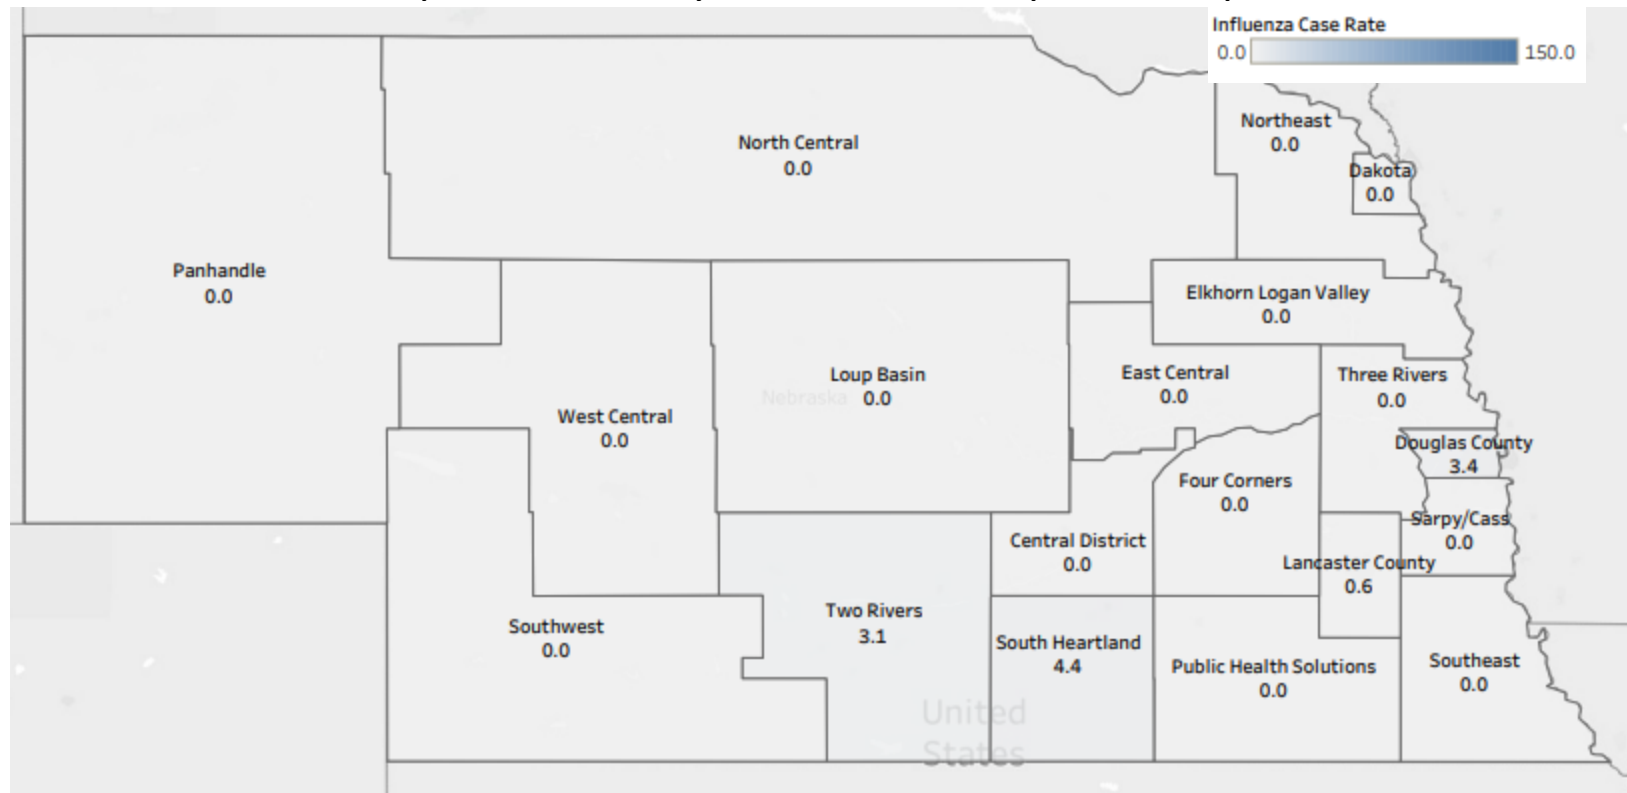 Influenza Case Rate
0.0 150.0
Northeast
0.0
North Central
0.0
Dakota
0.0
Panhandle
0.0
Elkhorn Logan Valley
0.0
Loup Basin
0.0
East Central
0.0
Three Rivers
0.0
Nebraska
West Central
0.0
Douglas County
3.4
Four Corners
0.0
Sarpy/Cass
0.0
Central District
0.0
Lancaster County
0.6
Two Rivers
3.1
Southwest
0.0
South Heartland
4.4
Public Health Solutions
0.0
Southeast
0.0
United
States